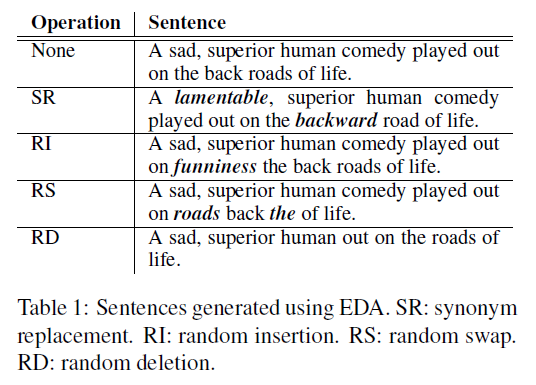 Operation Sentence
None A sad, superior human comedy played out
on the back roads of life.
SR A lamentable, superior human comedy
played out on the backward road of life.
RI A sad, superior human comedy played out
on funniness the back roads of life.
RS A sad, superior human comedy played out
on roads back the of life.
RD A sad, superior human out on the roads of
life.
Table 1: Sentences generated using EDA. SR: synonym
replacement. RI: random insertion. RS: random swap.
RD: random deletion.